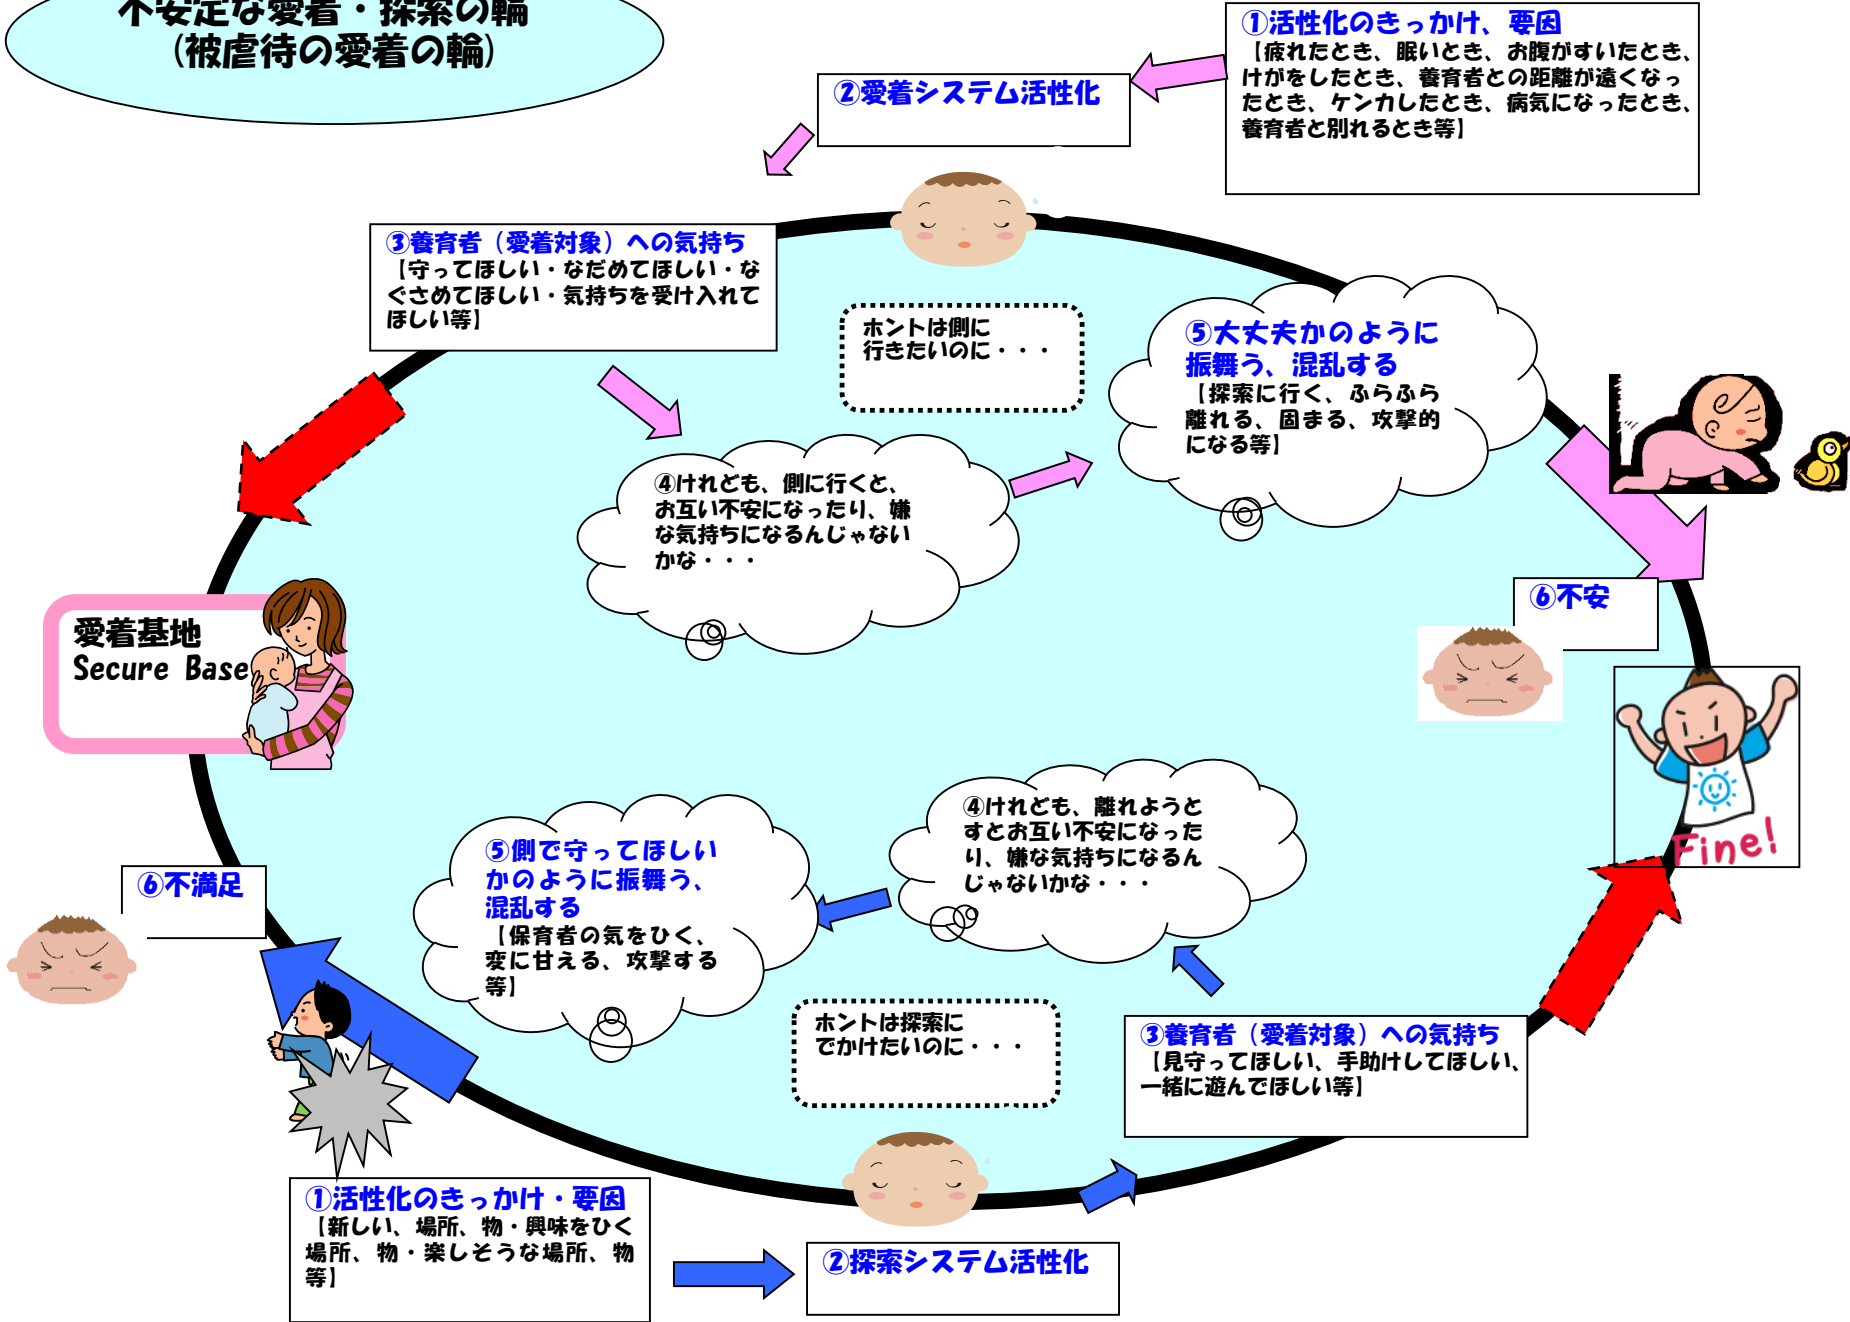 不安定な愛着・探索の輪
(被虐待の愛着の輪)
①活性化のきっかけ、要因
【疲れたとき、眠いとき、お腹がすいたとき、
けがをしたとき、養育者との距離が遠くなっ
たとき、ケンカしたとき、病気になったとき、
養育者と別れるとき等】
②愛着システム活性化
③養育者（愛着対象）への気持ち
【守ってほしい・なだめてほしい・な
ぐさめてほしい・気持ちを受け入れて
ほしい等】
ホントは側に
行きたいのに・・・
⑤大丈夫かのように
振舞う、混乱する
【探索に行く、ふらふら
離れる、固まる、攻撃的
になる等】
④けれども、側に行くと、
お互い不安になったり、嫌
な気持ちになるんじゃない
かな・・・
⑥不安
愛着基地
Secure Base
Fine!
④けれども、離れようと
すとお互い不安になった
り、嫌な気持ちになるん
じゃないかな・・・
⑤側で守ってほしい
かのように振舞う、
混乱する
【保育者の気をひく、
変に甘える、攻撃する
等】
⑥不満足
ホントは探索に
でかけたいのに・・・
③養育者（愛着対象）への気持ち
【見守ってほしい、手助けしてほしい、
一緒に遊んでほしい等】
①活性化のきっかけ・要因
【新しい、場所、物・興味をひく
場所、物・楽しそうな場所、物
等】
②探索システム活性化